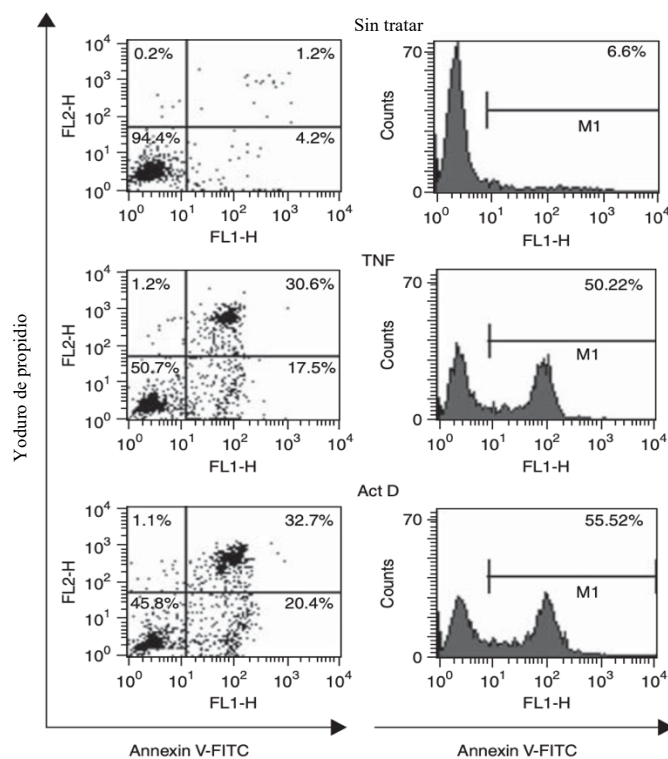 Sin tratar
0.2% 1.2%
94.4% 4.2%
10⁴
10³
10²
10¹
10⁰
FL2-H
10⁰ 10¹ 10² 10³ 10⁴
FL1-H
6.6%
M1
70
0
Counts
10⁰ 10¹ 10² 10³ 10⁴
FL1-H
TNF
1.2% 30.6%
50.7% 17.5%
10⁴
10³
10²
10¹
10⁰
FL2-H
10⁰ 10¹ 10² 10³ 10⁴
FL1-H
50.22%
M1
70
0
Counts
10⁰ 10¹ 10² 10³ 10⁴
FL1-H
Act D
1.1% 32.7%
45.8% 20.4%
10⁴
10³
10²
10¹
10⁰
FL2-H
10⁰ 10¹ 10² 10³ 10⁴
FL1-H
55.52%
M1
70
0
Counts
10⁰ 10¹ 10² 10³ 10⁴
FL1-H
Yoduro de propidio
Annexin V-FITC
Annexin V-FITC